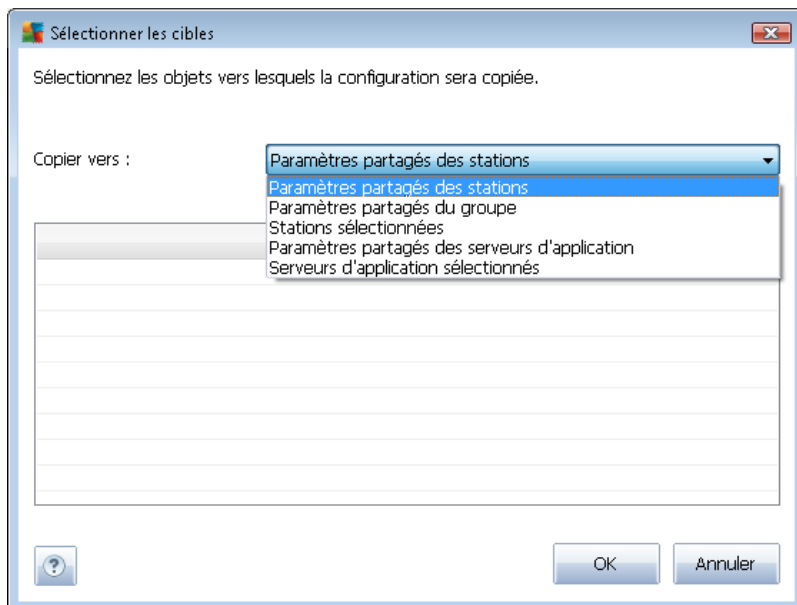 Sélectionner les cibles
Sélectionnez les objets vers lesquels la configuration sera copiée.
Copier vers : Paramètres partagés des stations
Paramètres partagés des stations
Paramètres partagés du groupe
Stations sélectionnées
Paramètres partagés des serveurs d'application
Serveurs d'application sélectionnés
? OK Annuler